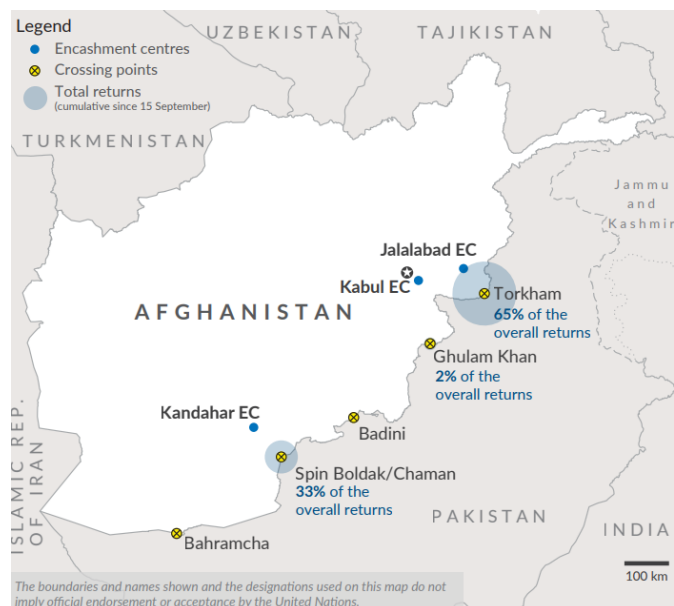 Legend
Encashment centres
Crossing points
Total returns
(cumulative since 15 September)
UZBEKISTAN
TAJIKISTAN
TURKMENISTAN
Jammu
and
Kashmir
Jalalabad EC
Kabul EC
Torkham
65% of the
overall returns
AFGHANISTAN
Ghulam Khan
2% of the
overall returns
Kandahar EC
Badini
Spin Boldak/Chaman
33% of the
overall returns
ISLAMIC REP.
OF IRAN
PAKISTAN
INDIA
Bahramcha
100 km
The boundaries and names shown and the designations used on this map do not
imply official endorsement or acceptance by the United Nations.